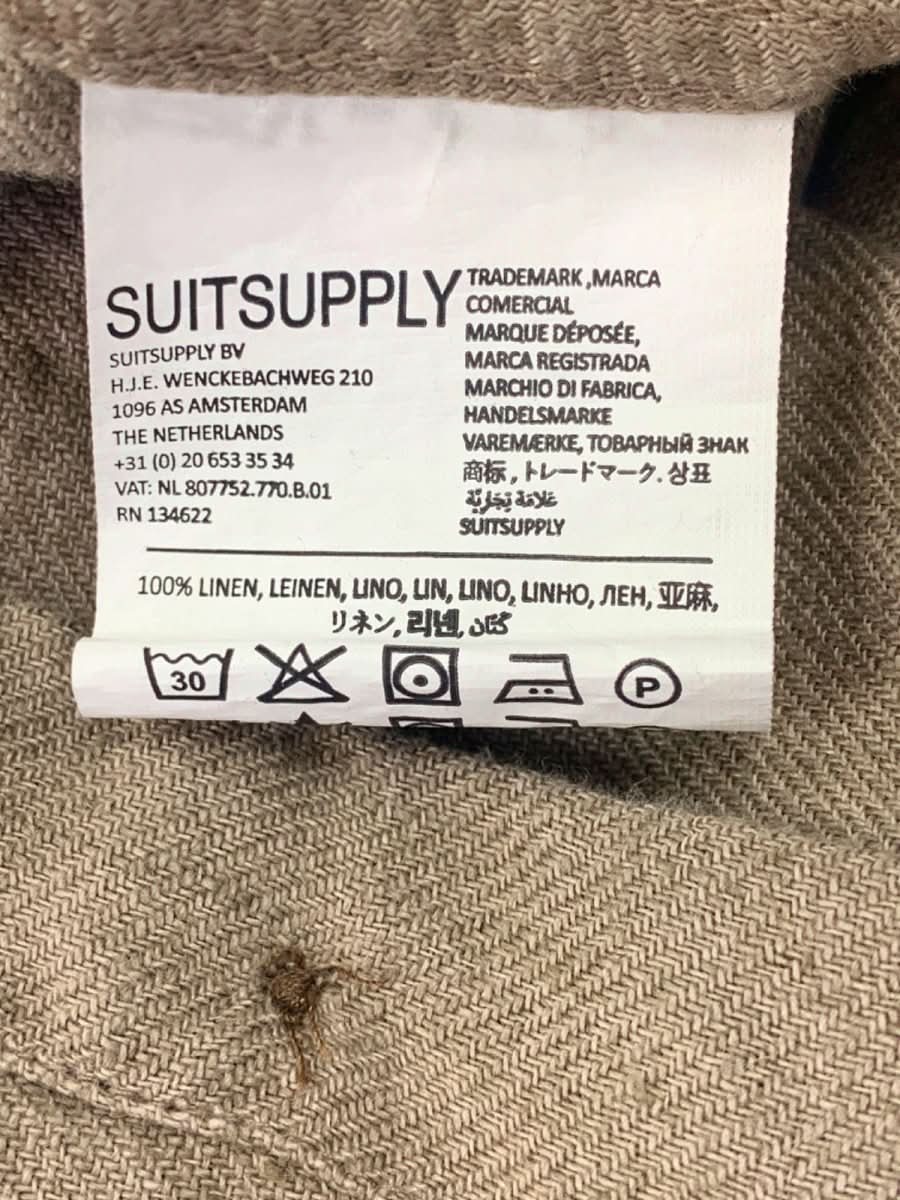 SUITSUPPLY
SUITSUPPLY BV
H.J.E. WENCKEBACHWEG 210
1096 AS AMSTERDAM
THE NETHERLANDS
+31 (0) 20 653 35 34
VAT: NL 807752.770.B.01
RN 134622
TRADEMARK ,MARCA
COMERCIAL
MARQUE DÉPOSÉE,
MARCA REGISTRADA
MARCHIO DI FABRICA,
HANDELSMARKE
VAREMÆRKE, ТОВАРНЫЙ ЗНАК
商标, トレードマーク. 상표
علامة تجارية
SUITSUPPLY
100% LINEN, LEINEN, LINO, LIN, LINO, LINHO, ЛЕН, 亚麻,
リネン, 리넨, كتان
30
P